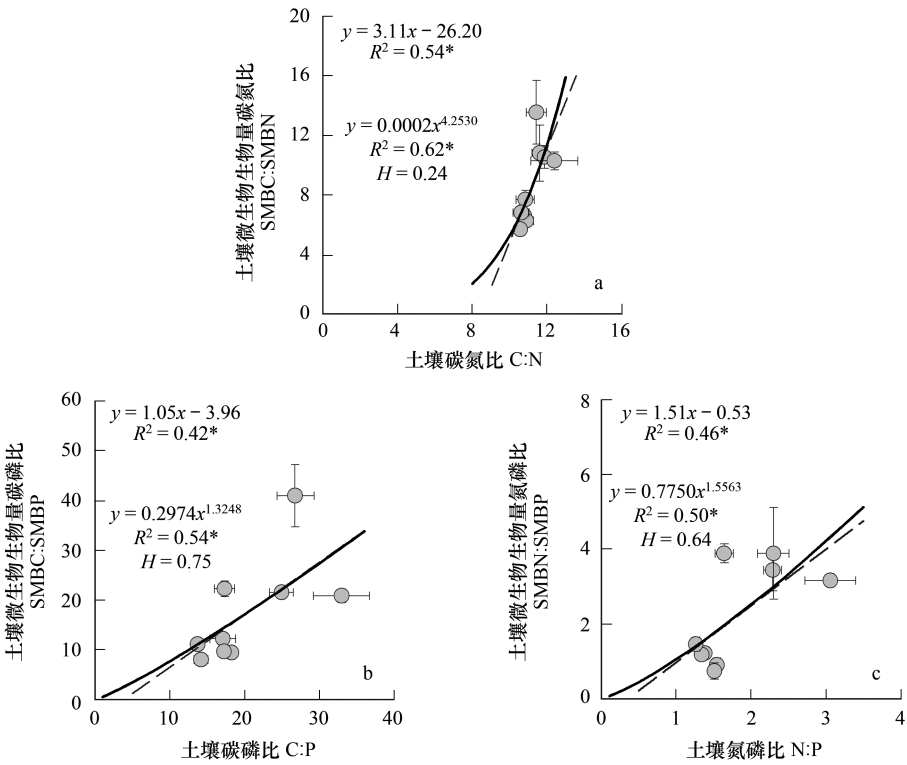 20
16
12
8
4
0
y = 3.11x − 26.20
R² = 0.54*
y = 0.0002x^4.2530
R² = 0.62*
H = 0.24
a
0 4 8 12 16
土壤微生物生物量碳氮比
SMBC:SMBN
土壤碳氮比 C:N
60
50
40
30
20
10
0
y = 1.05x − 3.96
R² = 0.42*
y = 0.2974x^1.3248
R² = 0.54*
H = 0.75
b
0 10 20 30 40
土壤微生物生物量碳磷比
SMBC:SMBP
土壤碳磷比 C:P
8
6
4
2
0
y = 1.51x − 0.53
R² = 0.46*
y = 0.7750x^1.5563
R² = 0.50*
H = 0.64
c
0 1 2 3 4
土壤微生物生物量氮磷比
SMBN:SMBP
土壤氮磷比 N:P